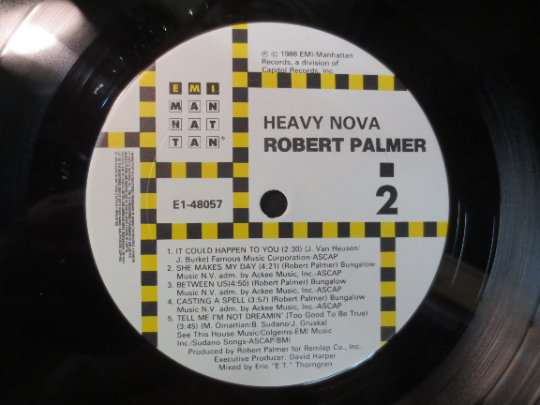 ℗ © 1988 EMI-Manhattan
Records, a division of
Capitol Records, Inc.
EMI
MAN
HAT
TAN®
HEAVY NOVA
ROBERT PALMER
E1-48057
2
1. IT COULD HAPPEN TO YOU (2:30) (J. Van Heusen/
J. Burke) Famous Music Corporation-ASCAP
2. SHE MAKES MY DAY (4:21) (Robert Palmer) Bungalow
Music N.V. adm. by Ackee Music, Inc.-ASCAP
3. BETWEEN US(4:50) (Robert Palmer) Bungalow
Music N.V. adm. by Ackee Music, Inc.-ASCAP
4. CASTING A SPELL (3:57) (Robert Palmer) Bungalow
Music N.V. adm. by Ackee Music, Inc.-ASCAP
5. TELL ME I'M NOT DREAMIN' (Too Good To Be True)
(3:45) (M. Omartian/B. Sudano/J. Gruska)
See This House Music/Colgems-EMI Music
Inc./Sudano Songs-ASCAP/BMI
Produced by Robert Palmer for Remlap Co., Inc.
Executive Producer: David Harper
Mixed by Eric "E.T." Thorngren